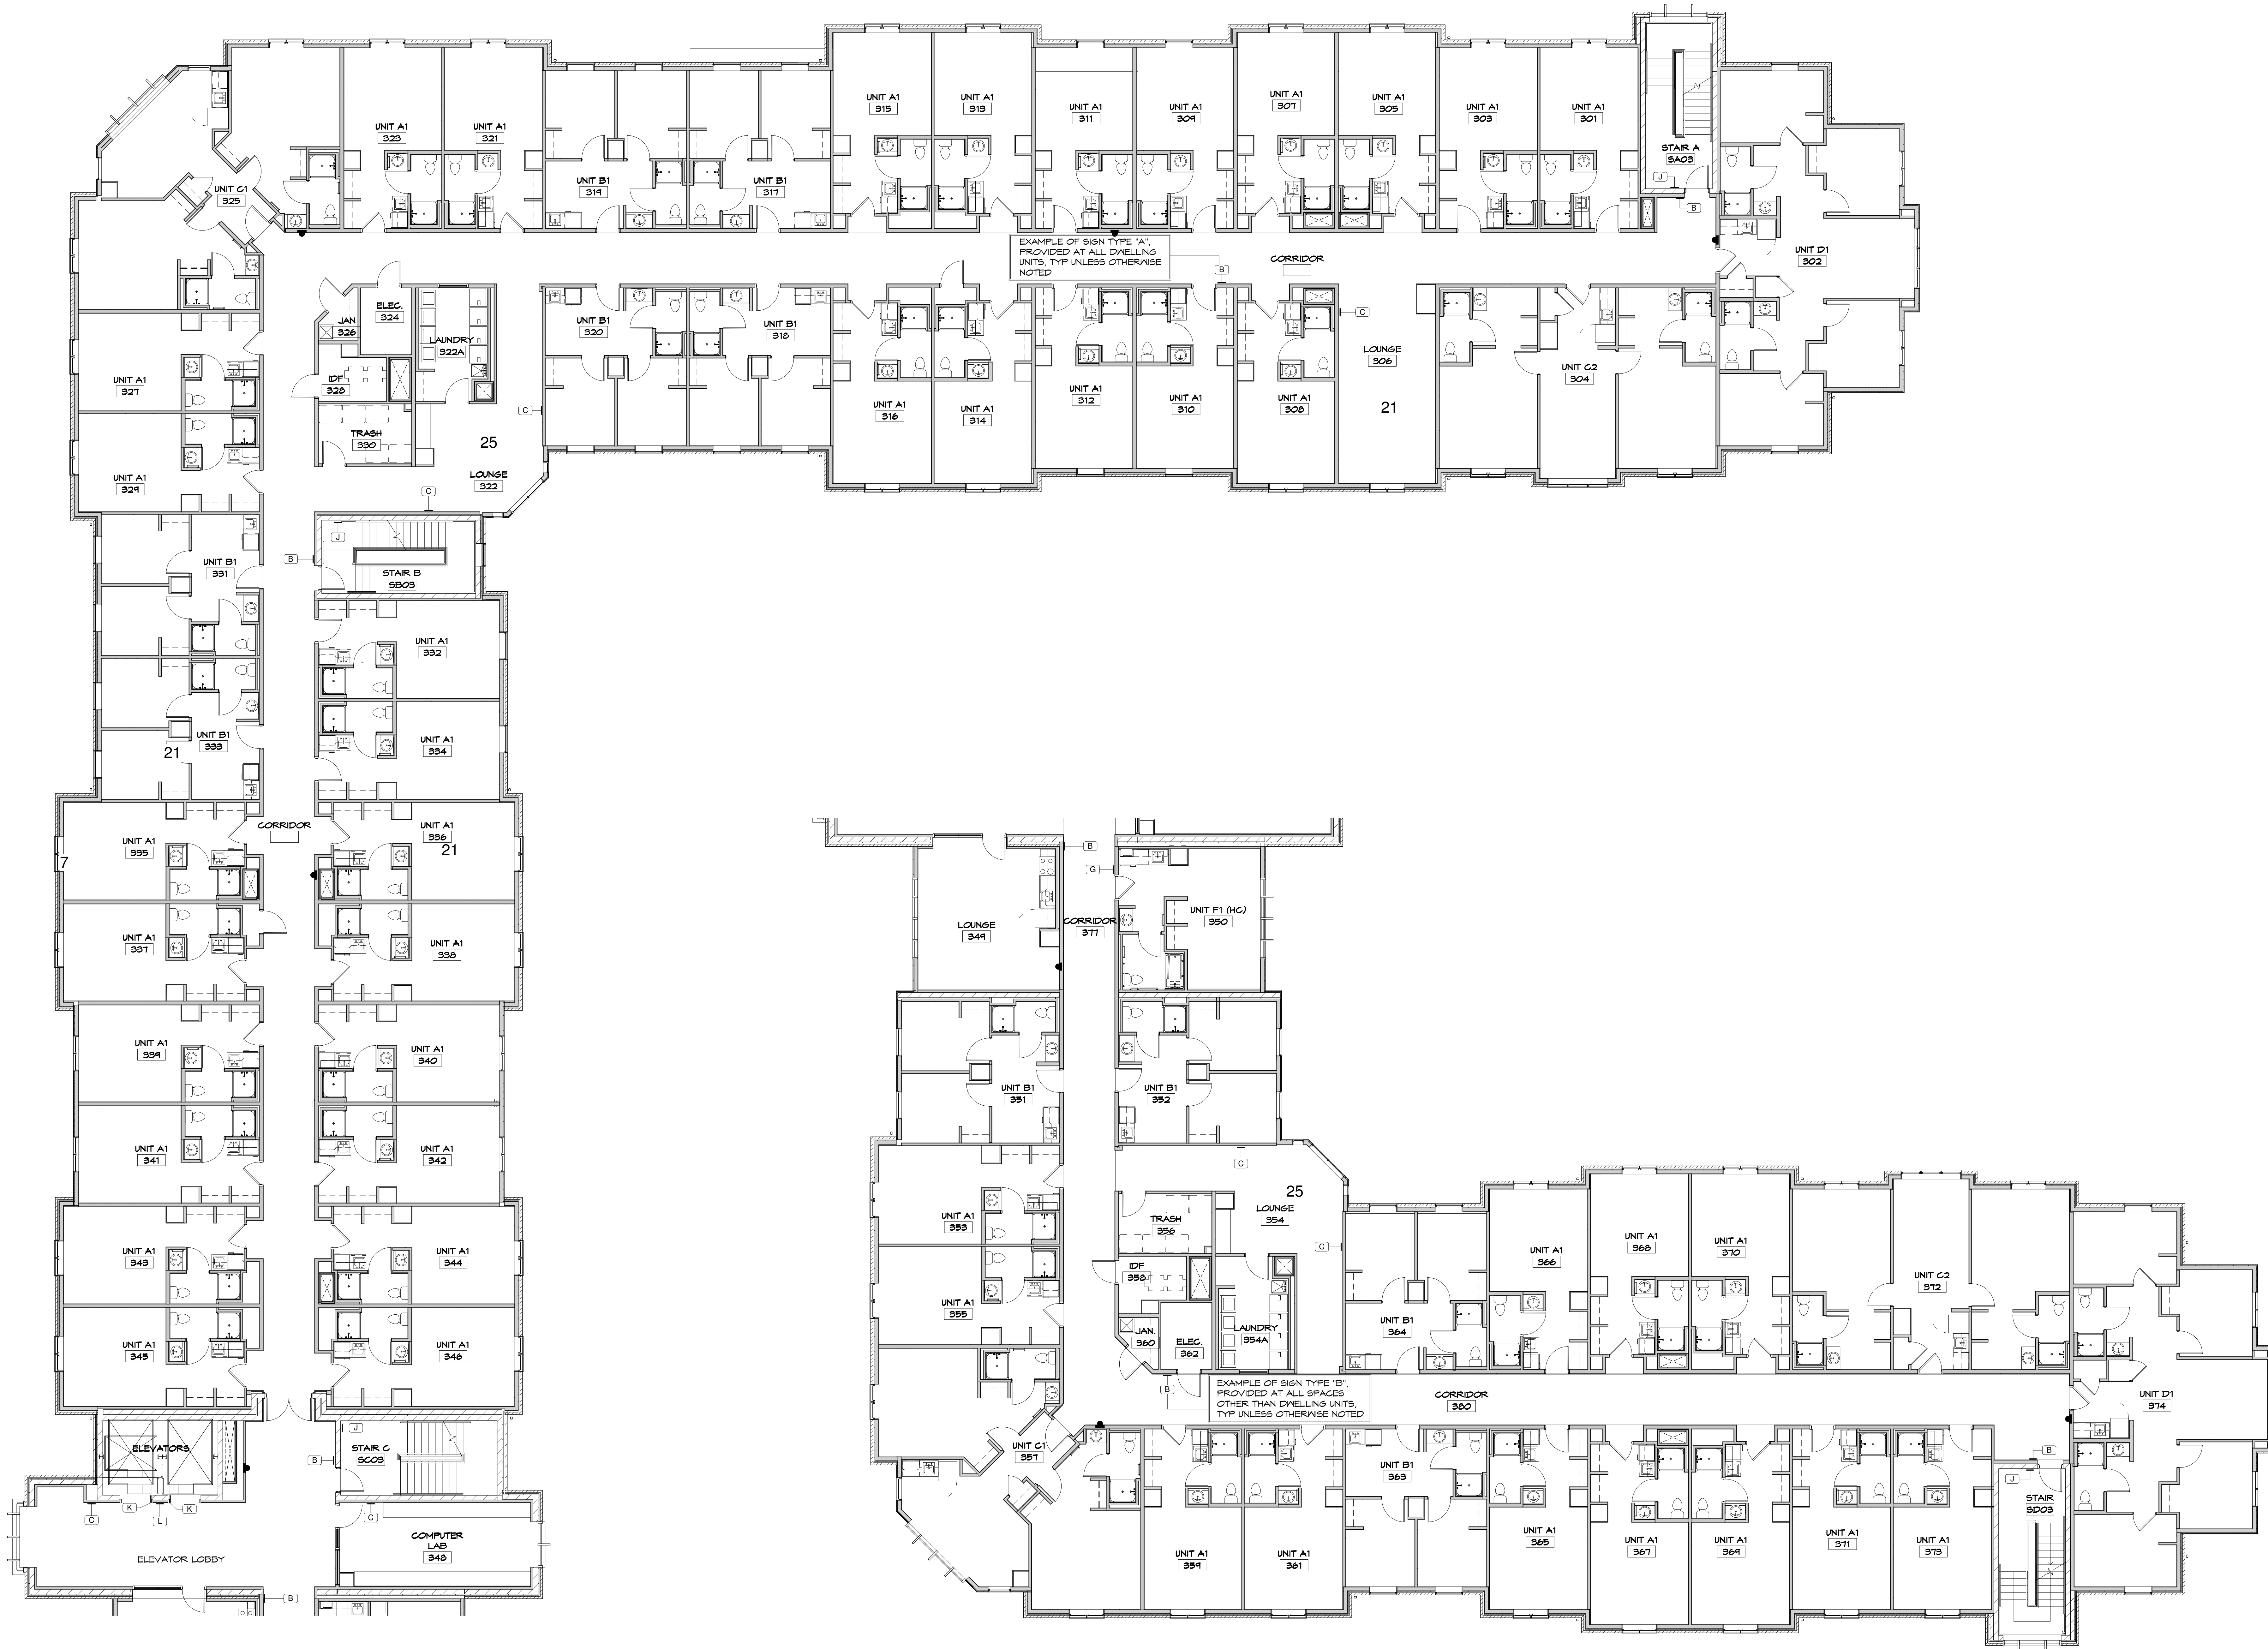 UNIT A1
315
UNIT A1
313
UNIT A1
311
UNIT A1
309
UNIT A1
307
UNIT A1
305
UNIT A1
303
UNIT A1
301
UNIT A1
323
UNIT A1
321
STAIR A
SA03
J
B
UNIT C1
325
UNIT B1
319
UNIT B1
317
EXAMPLE OF SIGN TYPE "A",
PROVIDED AT ALL DWELLING
UNITS, TYP UNLESS OTHERWISE
NOTED
B
CORRIDOR
UNIT D1
302
ELEC.
324
JAN
326
LAUNDRY
322A
UNIT B1
320
UNIT B1
318
C
LOUNGE
306
21
UNIT C2
304
IDF
328
UNIT A1
327
UNIT A1
316
UNIT A1
314
UNIT A1
312
UNIT A1
310
UNIT A1
308
C
TRASH
330
25
LOUNGE
322
C
UNIT A1
329
J
B
STAIR B
SB03
UNIT B1
331
UNIT A1
332
UNIT B1
333
21
UNIT A1
334
UNIT A1
335
7
CORRIDOR
UNIT A1
336
21
UNIT A1
337
UNIT A1
338
UNIT A1
339
UNIT A1
340
UNIT A1
341
UNIT A1
342
UNIT A1
343
UNIT A1
344
UNIT A1
345
UNIT A1
346
ELEVATORS
J
STAIR C
SC03
B
K
K
C
L
C
COMPUTER
LAB
348
ELEVATOR LOBBY
B
B
G
LOUNGE
349
CORRIDOR
377
UNIT F1 (HC)
350
UNIT B1
351
UNIT B1
352
C
UNIT A1
353
25
LOUNGE
354
TRASH
356
C
IDF
358
UNIT A1
355
JAN.
360
ELEC.
362
LAUNDRY
354A
UNIT B1
364
UNIT A1
366
UNIT A1
368
UNIT A1
370
UNIT C2
372
B
EXAMPLE OF SIGN TYPE "B",
PROVIDED AT ALL SPACES
OTHER THAN DWELLING UNITS,
TYP UNLESS OTHERWISE NOTED
CORRIDOR
380
UNIT D1
374
UNIT C1
357
UNIT B1
363
B
J
STAIR
SD03
UNIT A1
359
UNIT A1
361
UNIT A1
365
UNIT A1
367
UNIT A1
369
UNIT A1
371
UNIT A1
373